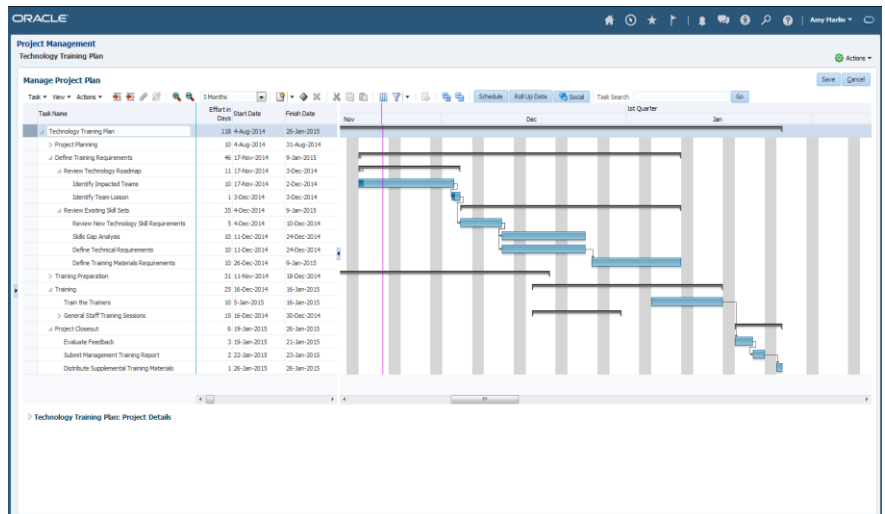 ORACLE
Amy Marlin
Project Management
Technology Training Plan
Actions
Manage Project Plan
Save Cancel
Task View Actions 3 Months Schedule Roll Up Data Social Task Search Go
Task Name Effort in Days Start Date Finish Date 1st Quarter
Nov Dec Jan
Technology Training Plan 118 4-Aug-2014 26-Jan-2015
Project Planning 10 4-Aug-2014 31-Aug-2014
Define Training Requirements 46 17-Nov-2014 9-Jan-2015
Review Technology Roadmap 11 17-Nov-2014 3-Dec-2014
Identify Impacted Teams 10 17-Nov-2014 2-Dec-2014
Identify Team Liason 1 3-Dec-2014 3-Dec-2014
Review Existing Skill Sets 35 4-Dec-2014 9-Jan-2015
Review New Technology Skill Requirements 5 4-Dec-2014 10-Dec-2014
Skills Gap Analysis 10 11-Dec-2014 24-Dec-2014
Define Technical Requirements 10 11-Dec-2014 24-Dec-2014
Define Training Materials Requirements 10 26-Dec-2014 9-Jan-2015
Training Preparation 31 11-Nov-2014 18-Dec-2014
Training 25 16-Dec-2014 16-Jan-2015
Train the Trainers 10 5-Jan-2015 16-Jan-2015
General Staff Training Sessions 15 16-Dec-2014 30-Dec-2014
Project Closeout 6 19-Jan-2015 26-Jan-2015
Evaluate Feedback 3 19-Jan-2015 21-Jan-2015
Submit Management Training Report 2 22-Jan-2015 23-Jan-2015
Distribute Supplemental Training Materials 1 26-Jan-2015 26-Jan-2015
Technology Training Plan: Project Details